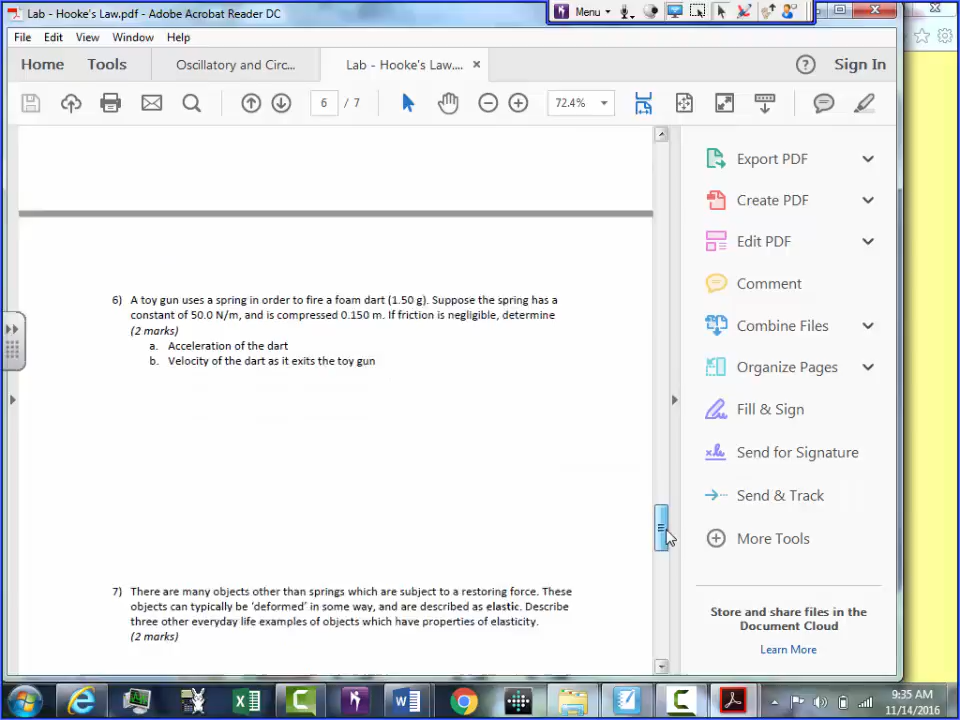 Lab - Hooke's Law.pdf - Adobe Acrobat Reader DC
Menu
File Edit View Window Help
Home Tools Oscillatory and Circ... Lab - Hooke's Law.... × Sign In
6 / 7 72.4%
6) A toy gun uses a spring in order to fire a foam dart (1.50 g). Suppose the spring has a
constant of 50.0 N/m, and is compressed 0.150 m. If friction is negligible, determine
(2 marks)
a. Acceleration of the dart
b. Velocity of the dart as it exits the toy gun
7) There are many objects other than springs which are subject to a restoring force. These
objects can typically be 'deformed' in some way, and are described as elastic. Describe
three other everyday life examples of objects which have properties of elasticity.
(2 marks)
Export PDF
Create PDF
Edit PDF
Comment
Combine Files
Organize Pages
Fill & Sign
Send for Signature
Send & Track
More Tools
Store and share files in the
Document Cloud
Learn More
9:35 AM
11/14/2016